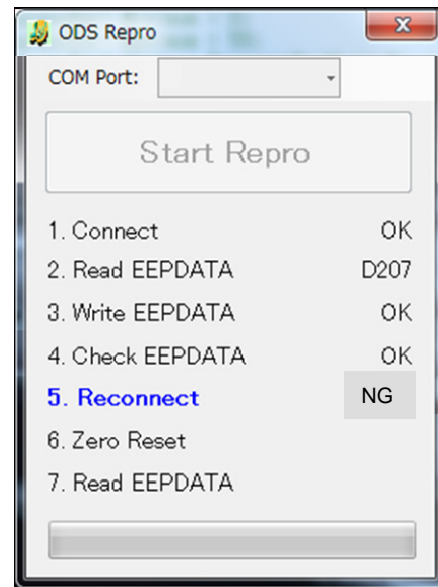 ODS Repro
COM Port:
Start Repro
1. Connect OK
2. Read EEPDATA D207
3. Write EEPDATA OK
4. Check EEPDATA OK
5. Reconnect NG
6. Zero Reset
7. Read EEPDATA